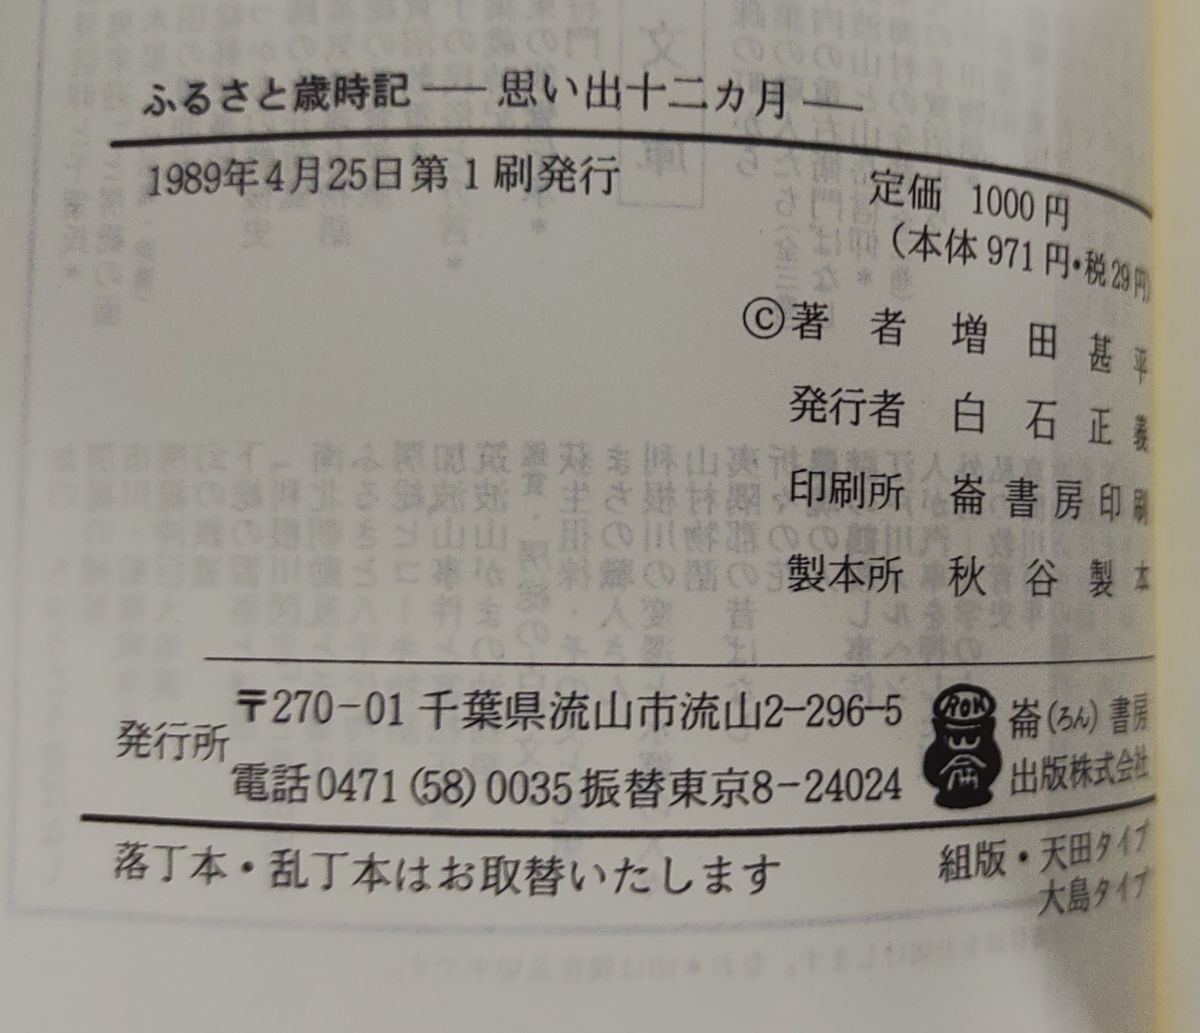 ふるさと歳時記 ── 思い出十二カ月 ──
1989年4月25日第1刷発行
定価 1000円
(本体971円・税29円)
©著 者 増 田 甚 平
発行者 白 石 正 義
印刷所 崙 書 房 印 刷
製本所 秋 谷 製 本
発行所
〒270-01 千葉県流山市流山2-296-5
電話0471(58)0035 振替東京8-24024
RON
崙(ろん)書房
出版株式会社
落丁本・乱丁本はお取替いたします
組版・天田タイプ
大島タイプ